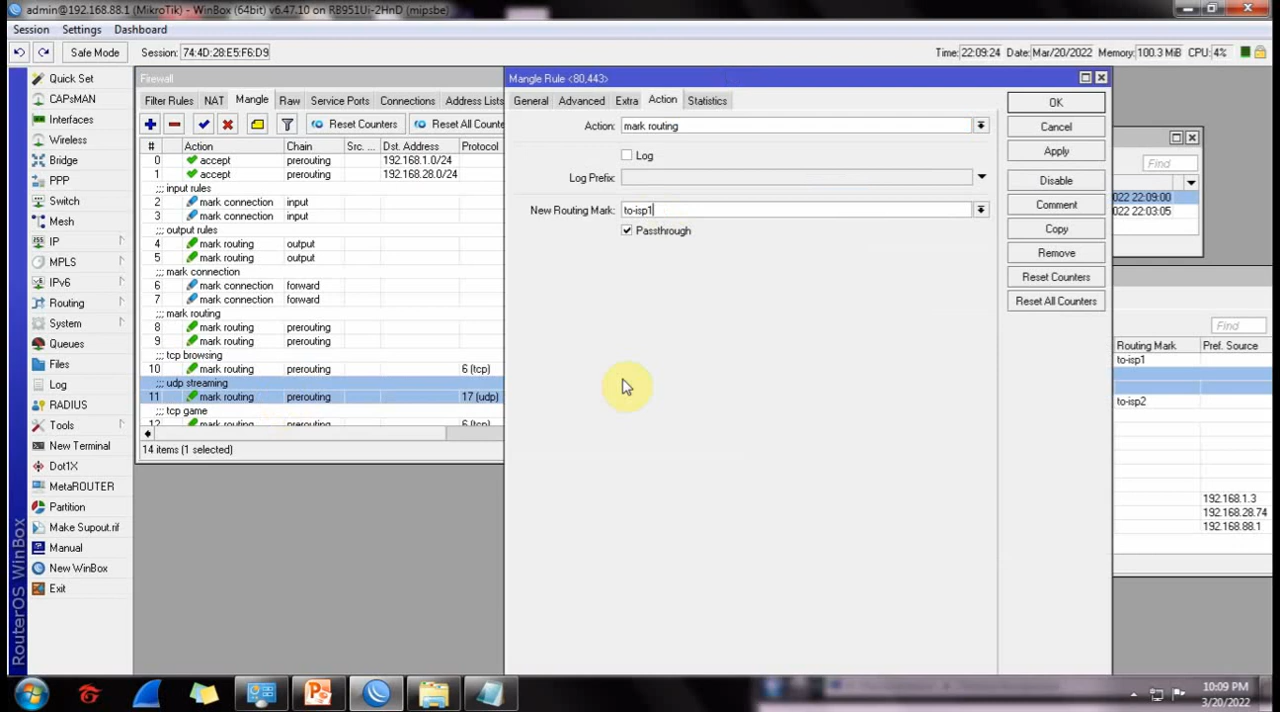 admin@192.168.88.1 (MikroTik) - WinBox (64bit) v6.47.10 on RB951Ui-2HnD (mipsbe)
Session Settings Dashboard
Safe Mode Session: 74:4D:28:E5:F6:D9 Time: 22:09:24 Date: Mar/20/2022 Memory: 100.3 MiB CPU: 4%
Quick Set
CAPsMAN
Interfaces
Wireless
Bridge
PPP
Switch
Mesh
IP
MPLS
IPv6
Routing
System
Queues
Files
Log
RADIUS
Tools
New Terminal
Dot1X
MetaROUTER
Partition
Make Supout.rif
Manual
New WinBox
Exit
RouterOS WinBox
Firewall
Filter Rules NAT Mangle Raw Service Ports Connections Address Lists
Reset Counters Reset All Counte
# Action Chain Src. ... Dst. Address Protocol
0 accept prerouting 192.168.1.0/24
1 accept prerouting 192.168.28.0/24
;;; input rules
2 mark connection input
3 mark connection input
;;; output rules
4 mark routing output
5 mark routing output
;;; mark connection
6 mark connection forward
7 mark connection forward
;;; mark routing
8 mark routing prerouting
9 mark routing prerouting
;;; tcp browsing
10 mark routing prerouting 6 (tcp)
;;; udp streaming
11 mark routing prerouting 17 (udp)
;;; tcp game
12 mark routing prerouting 6 (tcp)
14 items (1 selected)
Mangle Rule <80,443>
General Advanced Extra Action Statistics
Action: mark routing
Log
Log Prefix:
New Routing Mark: to-isp1
Passthrough
OK
Cancel
Apply
Disable
Comment
Copy
Remove
Reset Counters
Reset All Counters
Find
022 22:09:00
022 22:03:05
Find
Routing Mark Pref. Source
to-isp1
to-isp2
192.168.1.3
192.168.28.74
192.168.88.1
10:09 PM
3/20/2022